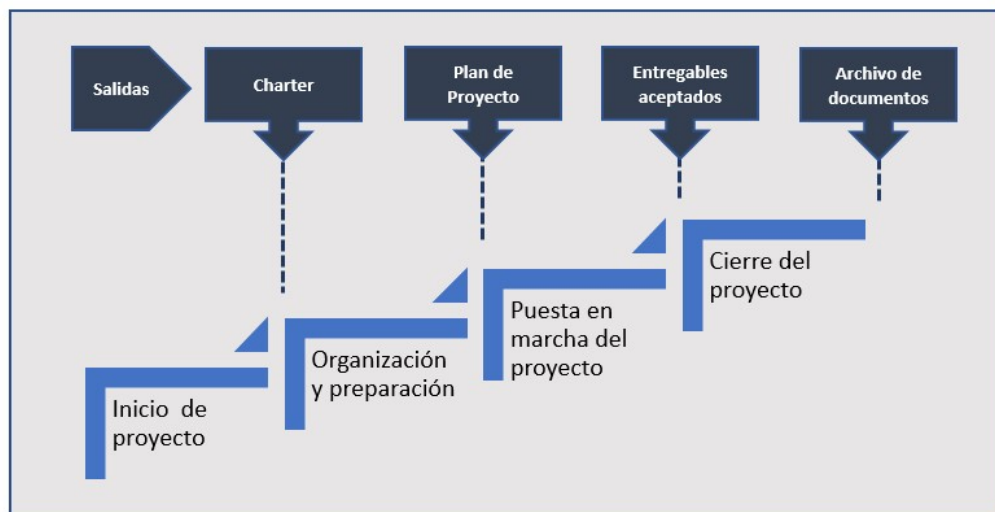 Salidas
Charter
Plan de
Proyecto
Entregables
aceptados
Archivo de
documentos
Inicio de
proyecto
Organización
y preparación
Puesta en
marcha del
proyecto
Cierre del
proyecto